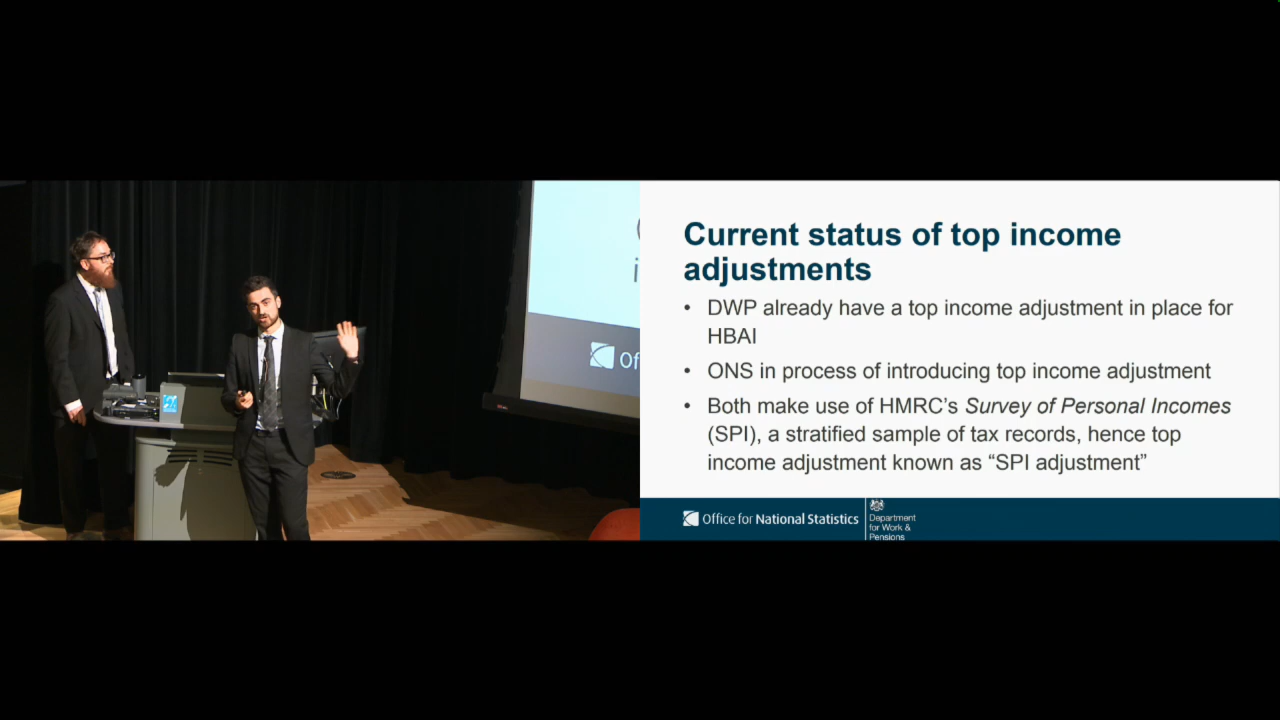 Current status of top income
adjustments
• DWP already have a top income adjustment in place for
HBAI
• ONS in process of introducing top income adjustment
• Both make use of HMRC’s Survey of Personal Incomes
(SPI), a stratified sample of tax records, hence top
income adjustment known as “SPI adjustment”
Office for National Statistics
Department
for Work &
Pensions
Of